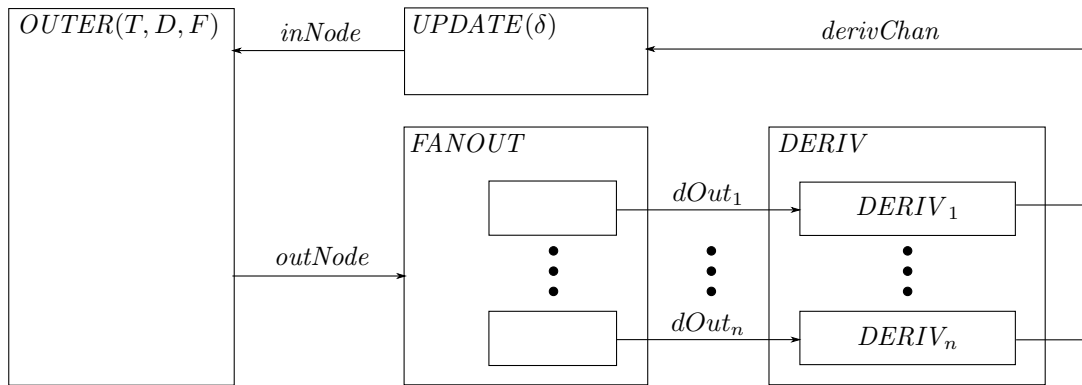 OUTER(T, D, F)
inNode
UPDATE(δ)
derivChan
FANOUT
DERIV
dOut₁
DERIV₁
outNode
dOutₙ
DERIVₙ